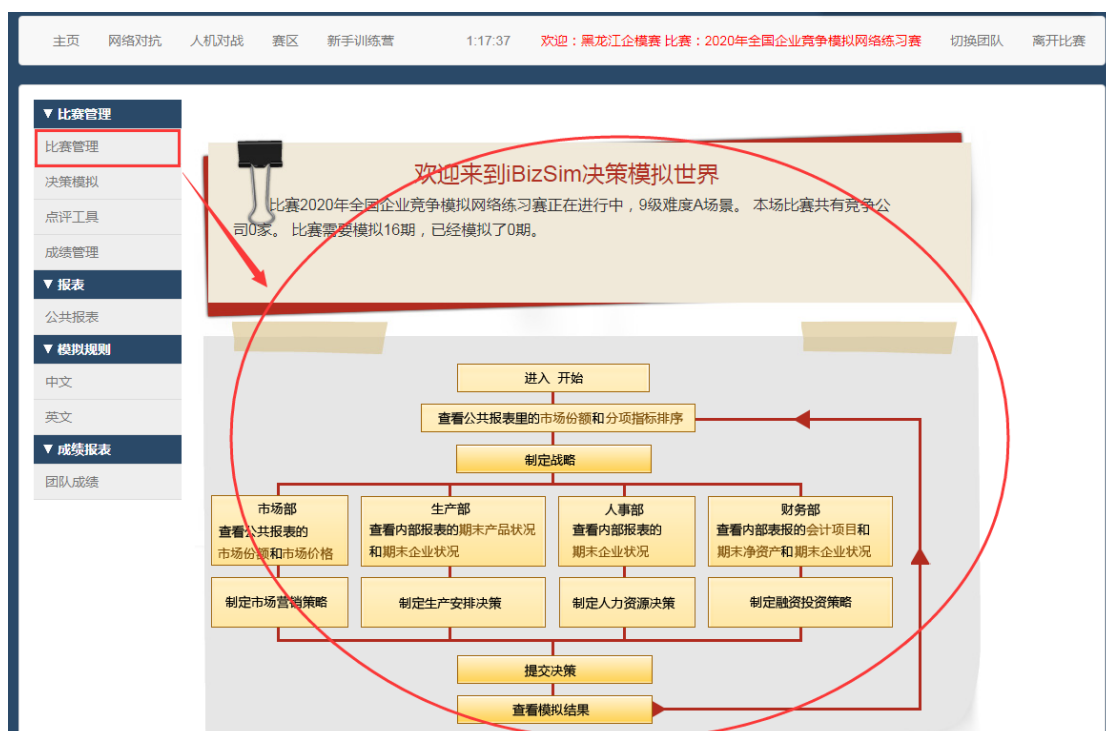 主页 网络对抗 人机对战 赛区 新手训练营 1:17:37 欢迎：黑龙江企模赛 比赛：2020年全国企业竞争模拟网络练习赛 切换团队 离开比赛
▼ 比赛管理
比赛管理
决策模拟
点评工具
成绩管理
▼ 报表
公共报表
▼ 模拟规则
中文
英文
▼ 成绩报表
团队成绩
欢迎来到iBizSim决策模拟世界
比赛2020年全国企业竞争模拟网络练习赛正在进行中，9级难度A场景。 本场比赛共有竞争公
司0家。 比赛需要模拟16期，已经模拟了0期。
进入 开始
查看公共报表里的市场份额和分项指标排序
制定战略
市场部
查看公共报表的
市场份额和市场价格
生产部
查看内部报表的期末产品状况
和期末企业状况
人事部
查看内部报表的
期末企业状况
财务部
查看内部表报的会计项目和
期末净资产和期末企业状况
制定市场营销策略
制定生产安排决策
制定人力资源决策
制定融资投资策略
提交决策
查看模拟结果